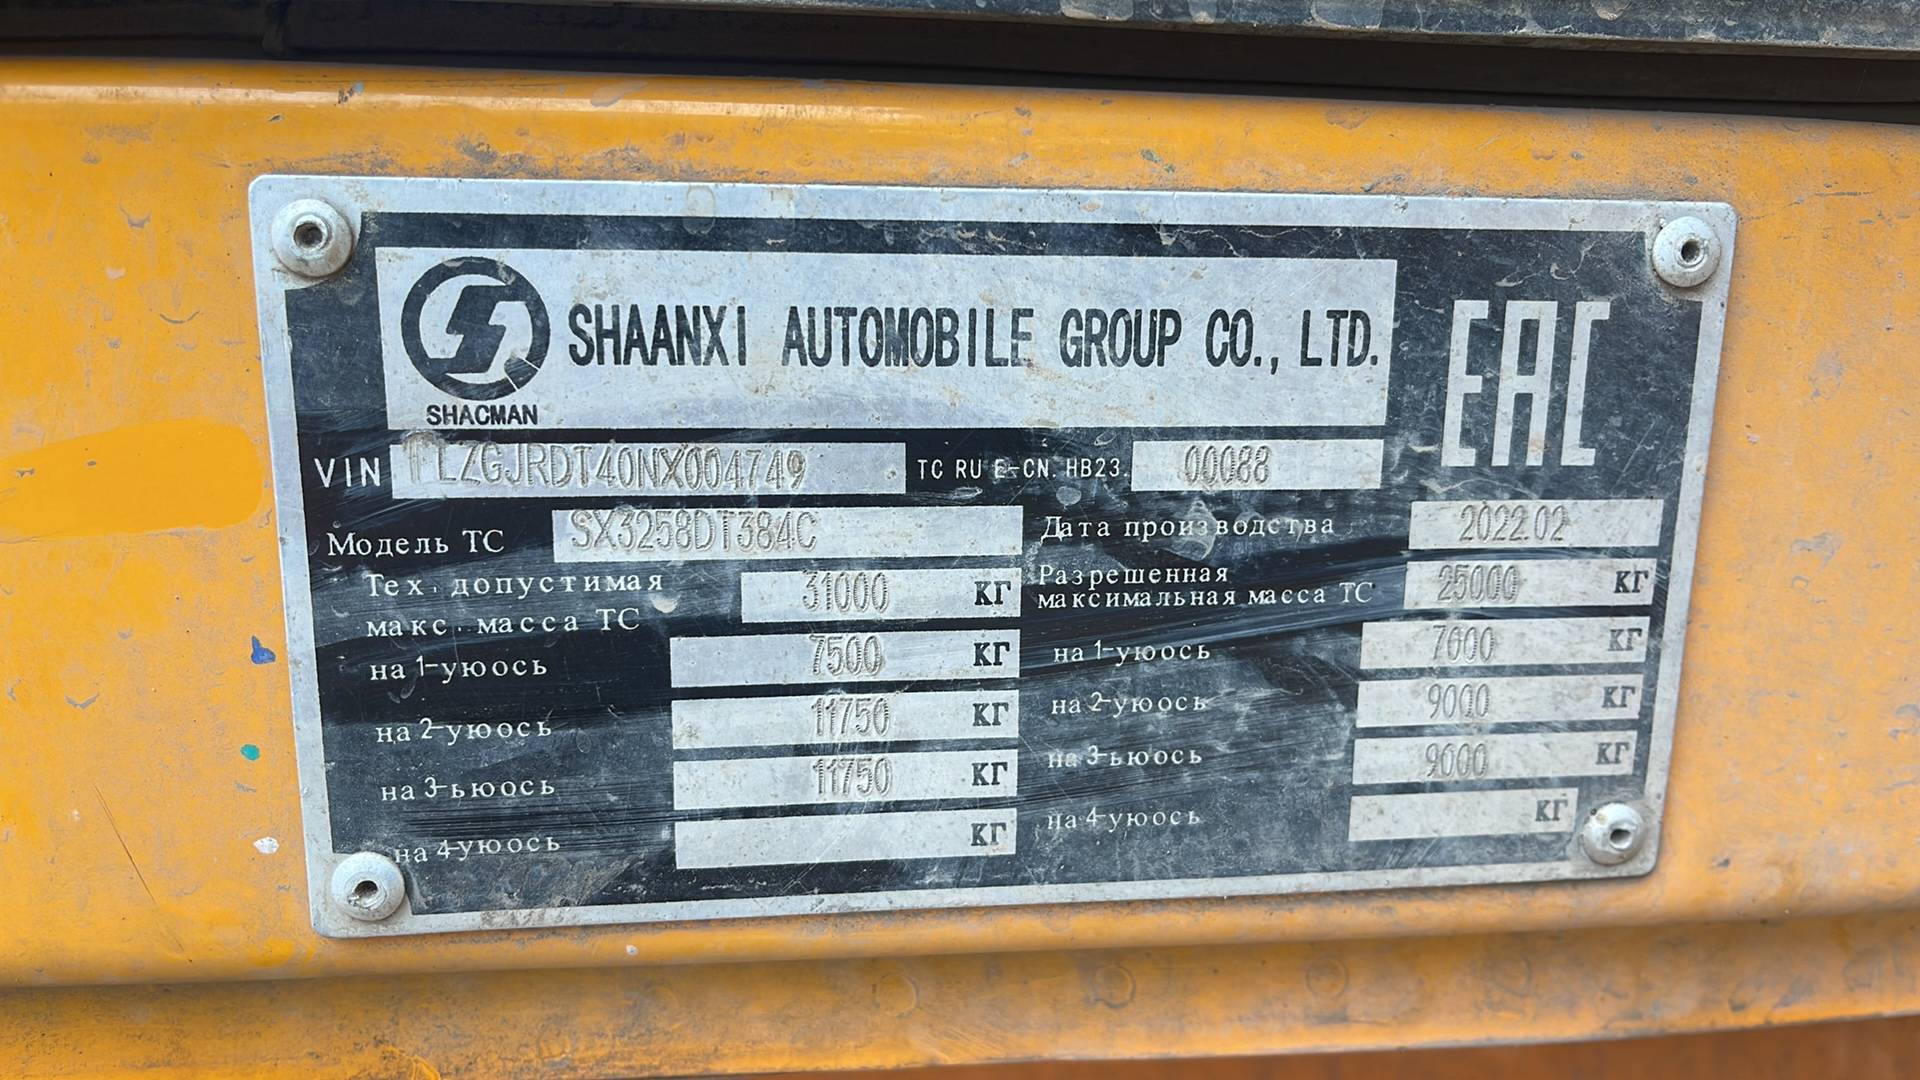 SHACMAN
SHAANXI AUTOMOBILE GROUP CO., LTD.
EAC
VIN LZGJRDT40NX004749 TC RU E-CN.HB23. 00088
Модель ТС SX3258DT384C
Дата производства 2022.02
Тех. допустимая
макс. масса ТС 31000 кг
Разрешенная
максимальная масса ТС 25000 кг
на 1-уюось 7500 кг
на 1-уюось 7000 кг
на 2-уюось 11750 кг
на 2-уюось 9000 кг
на 3-ьюось 11750 кг
на 3-ьюось 9000 кг
на 4-уюось кг
на 4-уюось кг